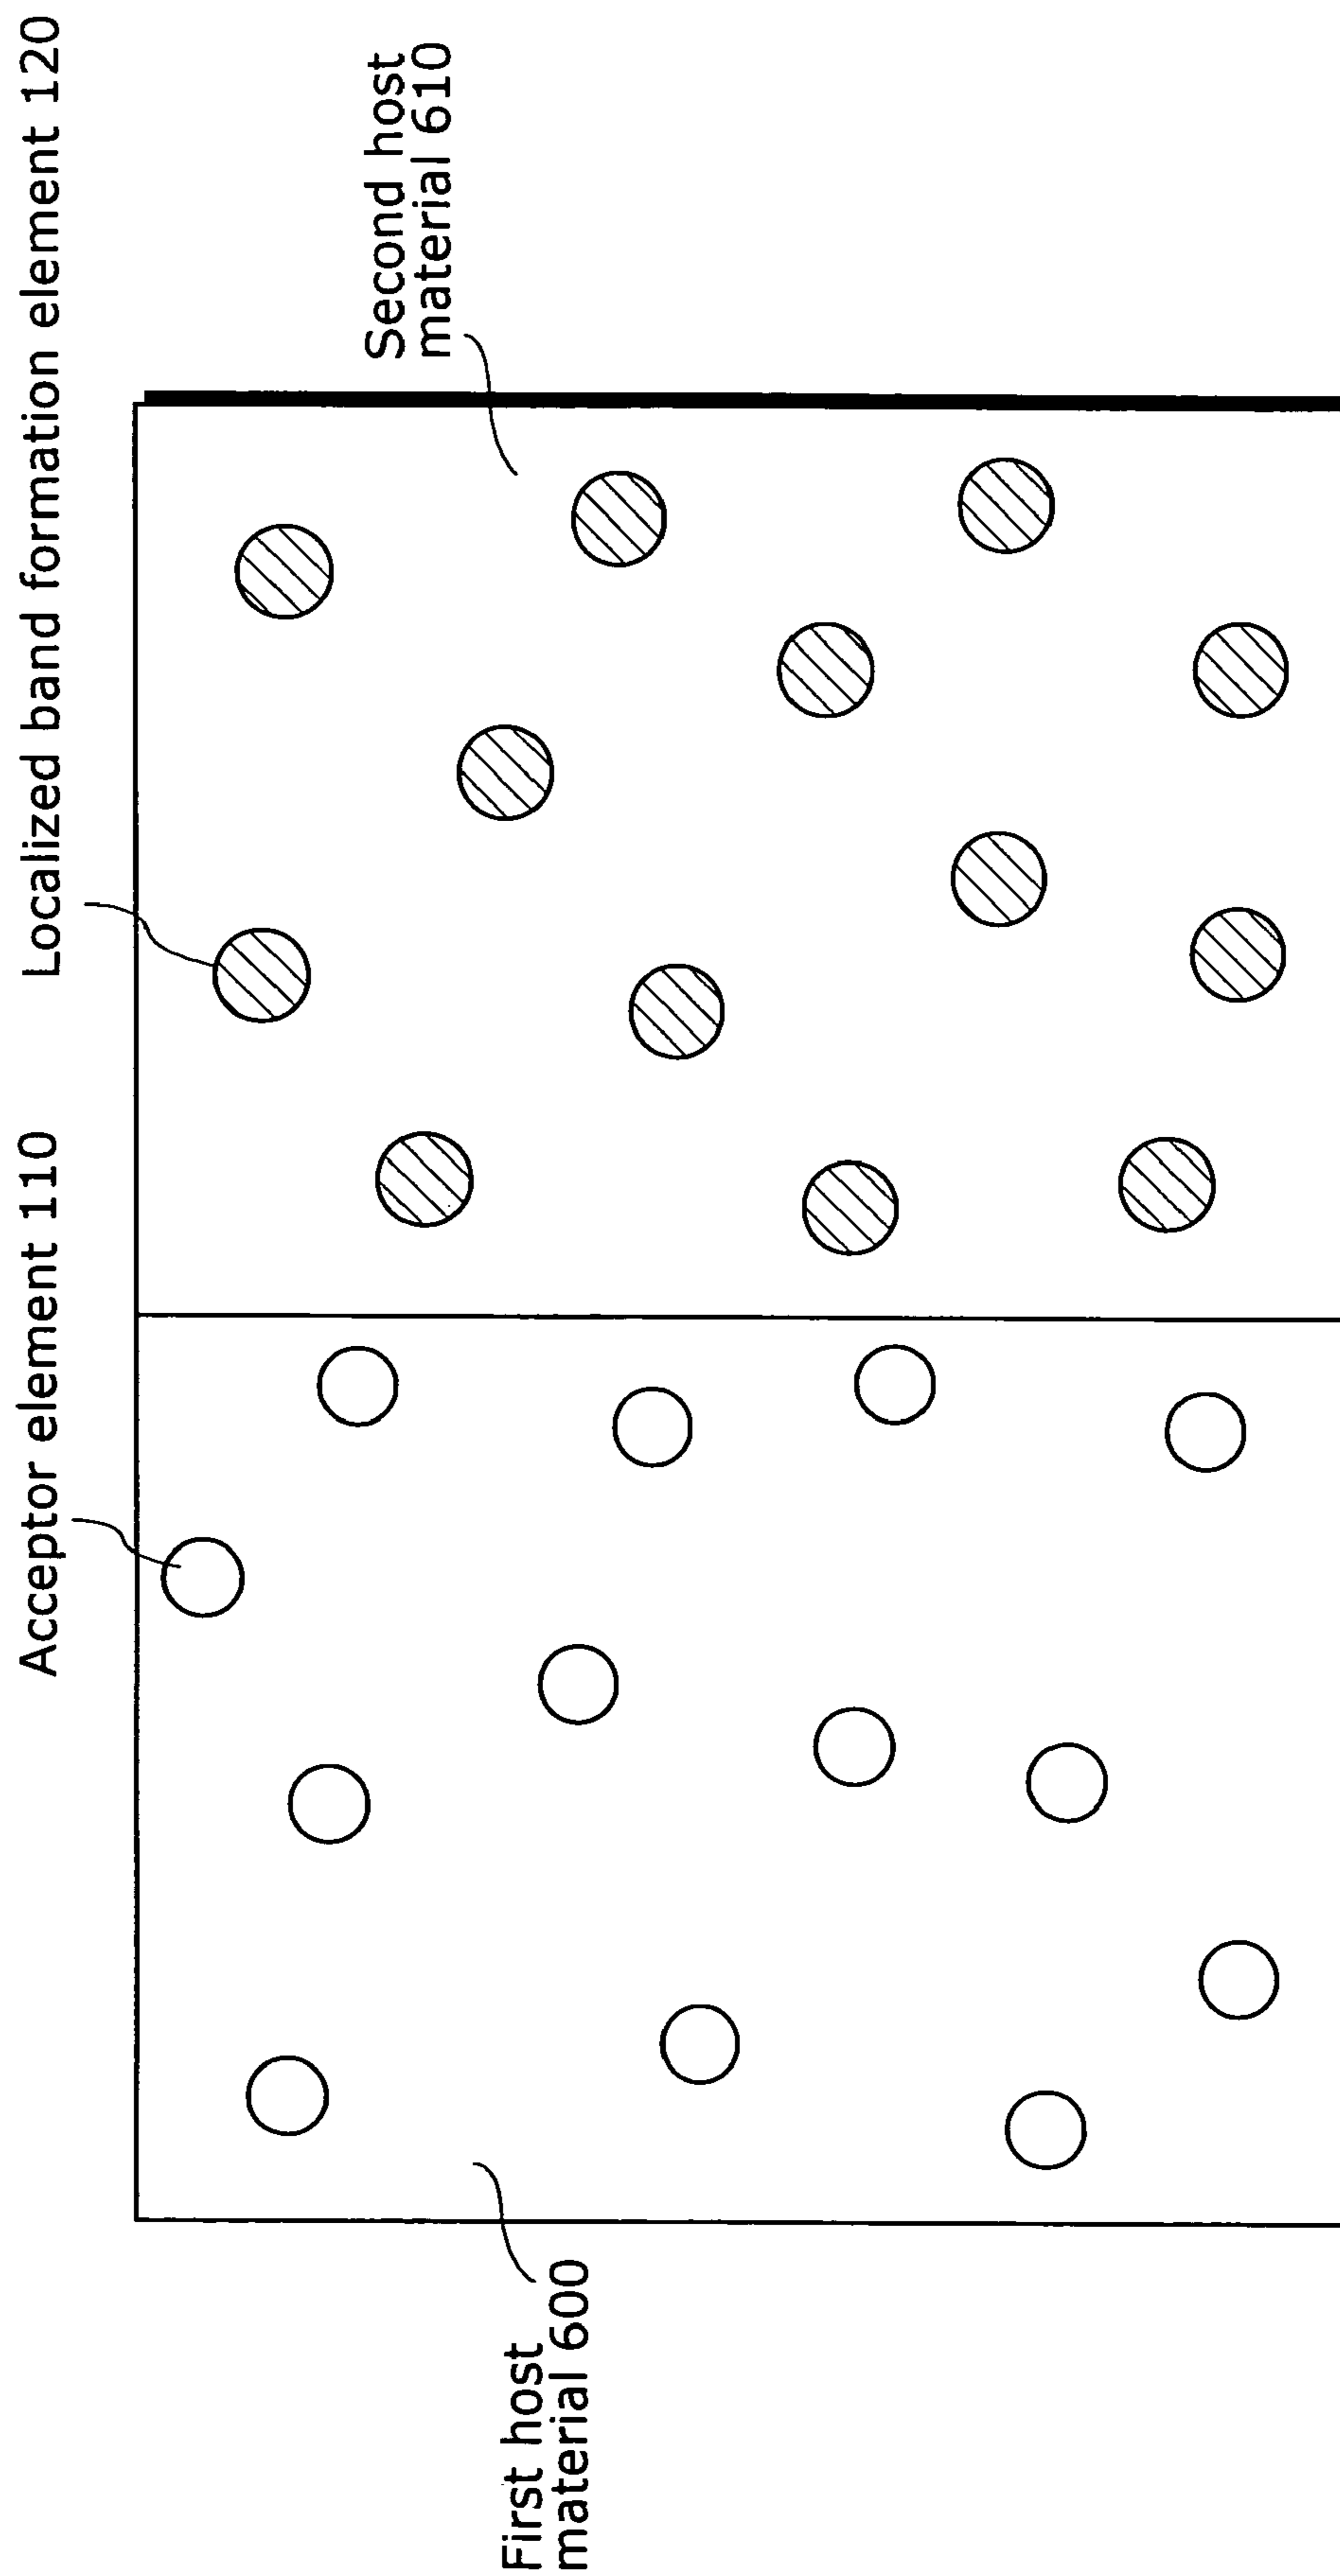 Acceptor element 110
Localized band formation element 120
First host
material 600
Second host
material 610